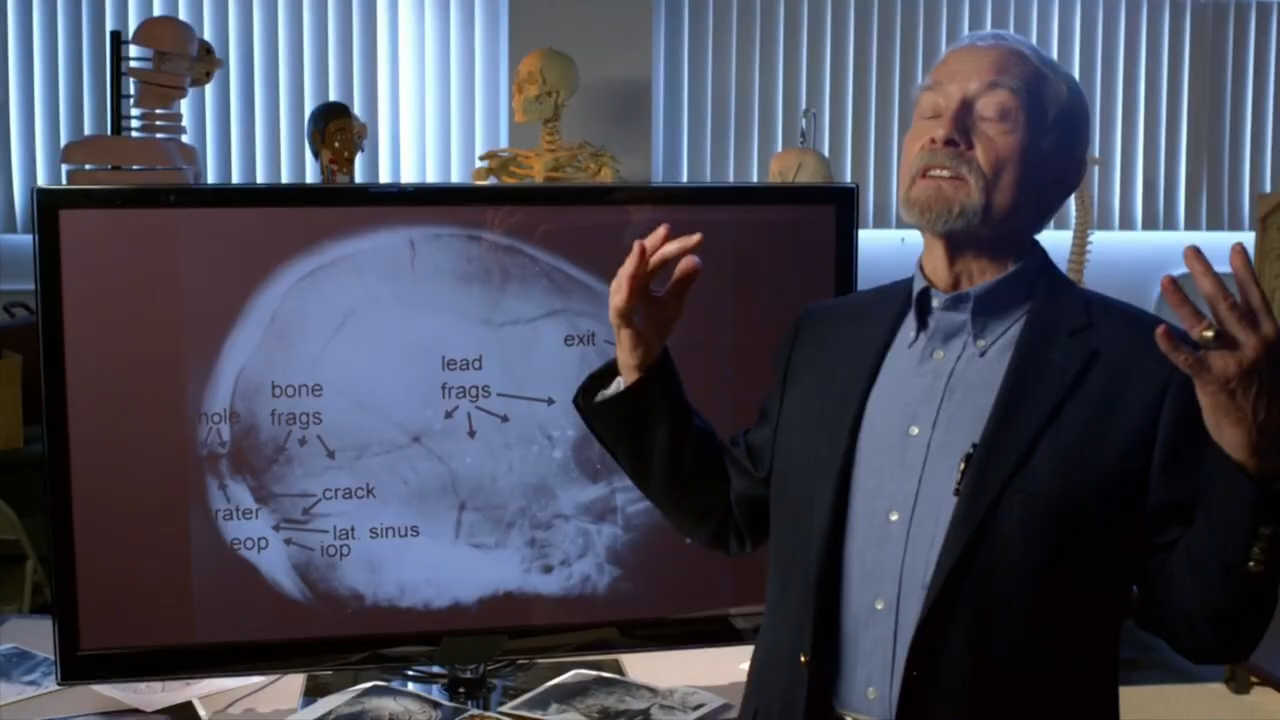 exit
lead
frags
bone
frags
hole
crack
rater
lat. sinus
eop
iop